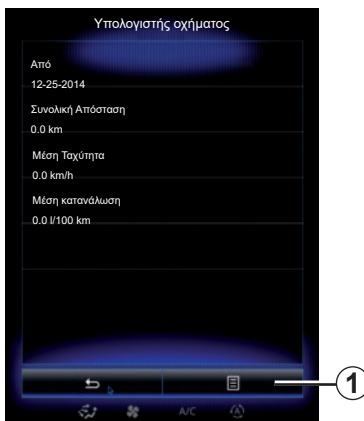 Υπολογιστής οχήματος
Από
12-25-2014
Συνολική Απόσταση
0.0 km
Μέση Ταχύτητα
0.0 km/h
Μέση κατανάλωση
0.0 l/100 km
1
A/C
A